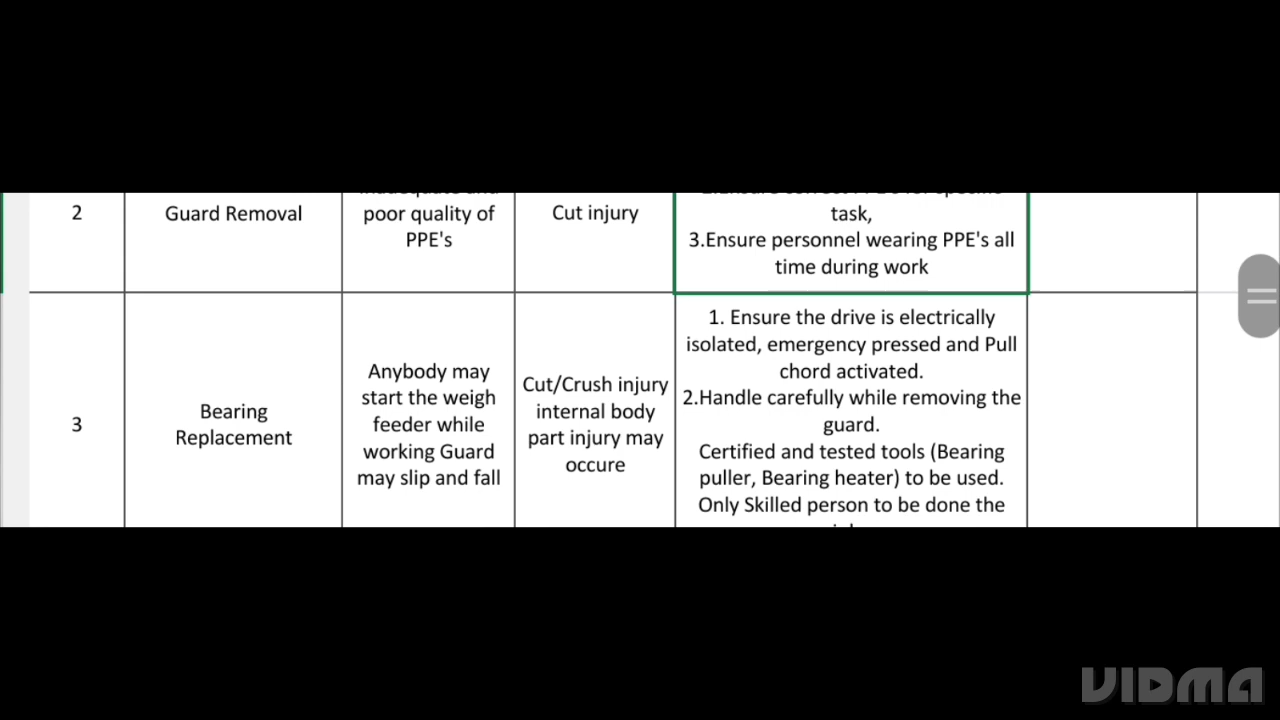 2
Guard Removal
poor quality of
PPE's
Cut injury
task,
3.Ensure personnel wearing PPE's all
time during work
3
Bearing
Replacement
Anybody may
start the weigh
feeder while
working Guard
may slip and fall
Cut/Crush injury
internal body
part injury may
occure
1. Ensure the drive is electrically
isolated, emergency pressed and Pull
chord activated.
2.Handle carefully while removing the
guard.
Certified and tested tools (Bearing
puller, Bearing heater) to be used.
Only Skilled person to be done the
VIDMA